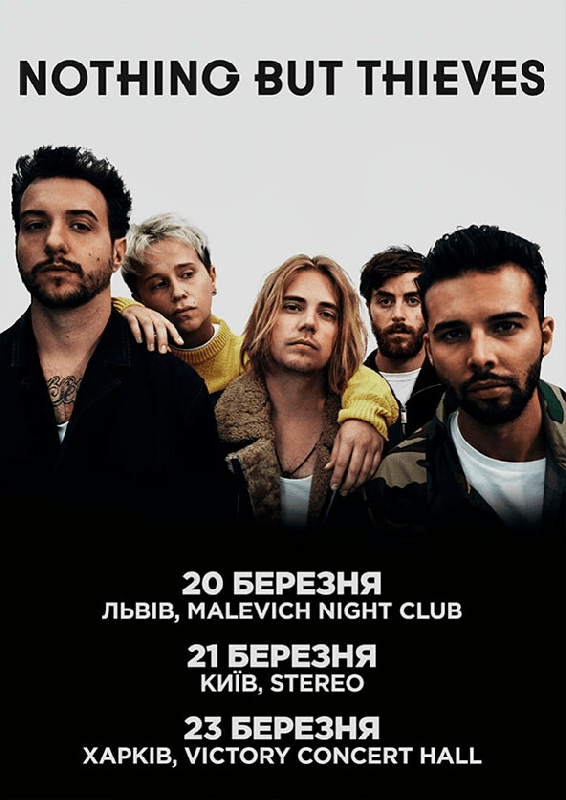 NOTHING BUT THIEVES
20 БЕРЕЗНЯ
ЛЬВІВ, MALEVICH NIGHT CLUB
21 БЕРЕЗНЯ
КИЇВ, STEREO
23 БЕРЕЗНЯ
ХАРКІВ, VICTORY CONCERT HALL